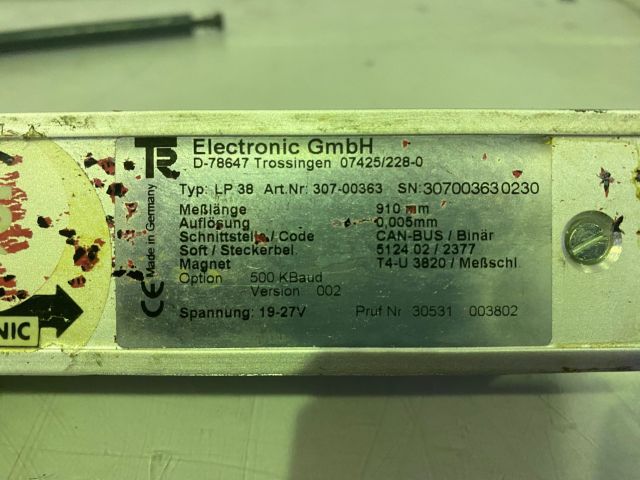 TR Electronic GmbH
D-78647 Trossingen 07425/228-0
Typ: LP 38 Art.Nr: 307-00363 SN:307003630230
Meßlänge 910 mm
Auflösung 0,005mm
Schnittstelle / Code CAN-BUS / Binär
Soft / Steckerbel 5124 02 / 2377
Magnet T4-U 3820 / Meßschl
Option 500 KBaud
Version 002
Spannung: 19-27V Pruf Nr 30531 003802
Made in Germany
CE
NIC